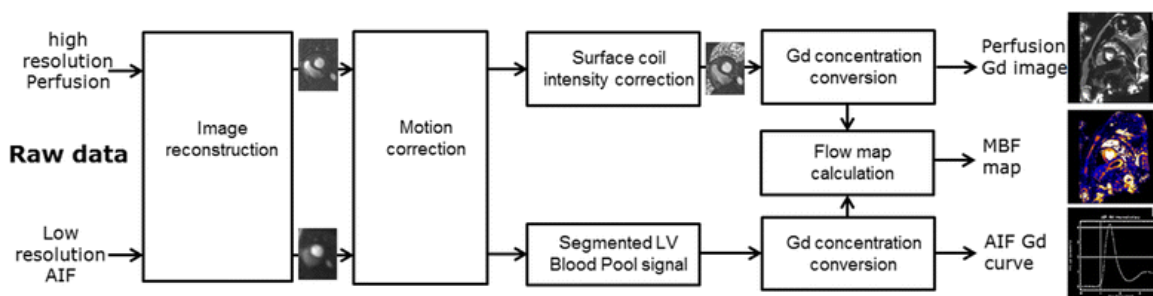 high
resolution
Perfusion
Raw data
Low
resolution
AIF
Image
reconstruction
Motion
correction
Surface coil
intensity correction
Segmented LV
Blood Pool signal
Gd concentration
conversion
Flow map
calculation
Gd concentration
conversion
Perfusion
Gd image
MBF
map
AIF Gd
curve